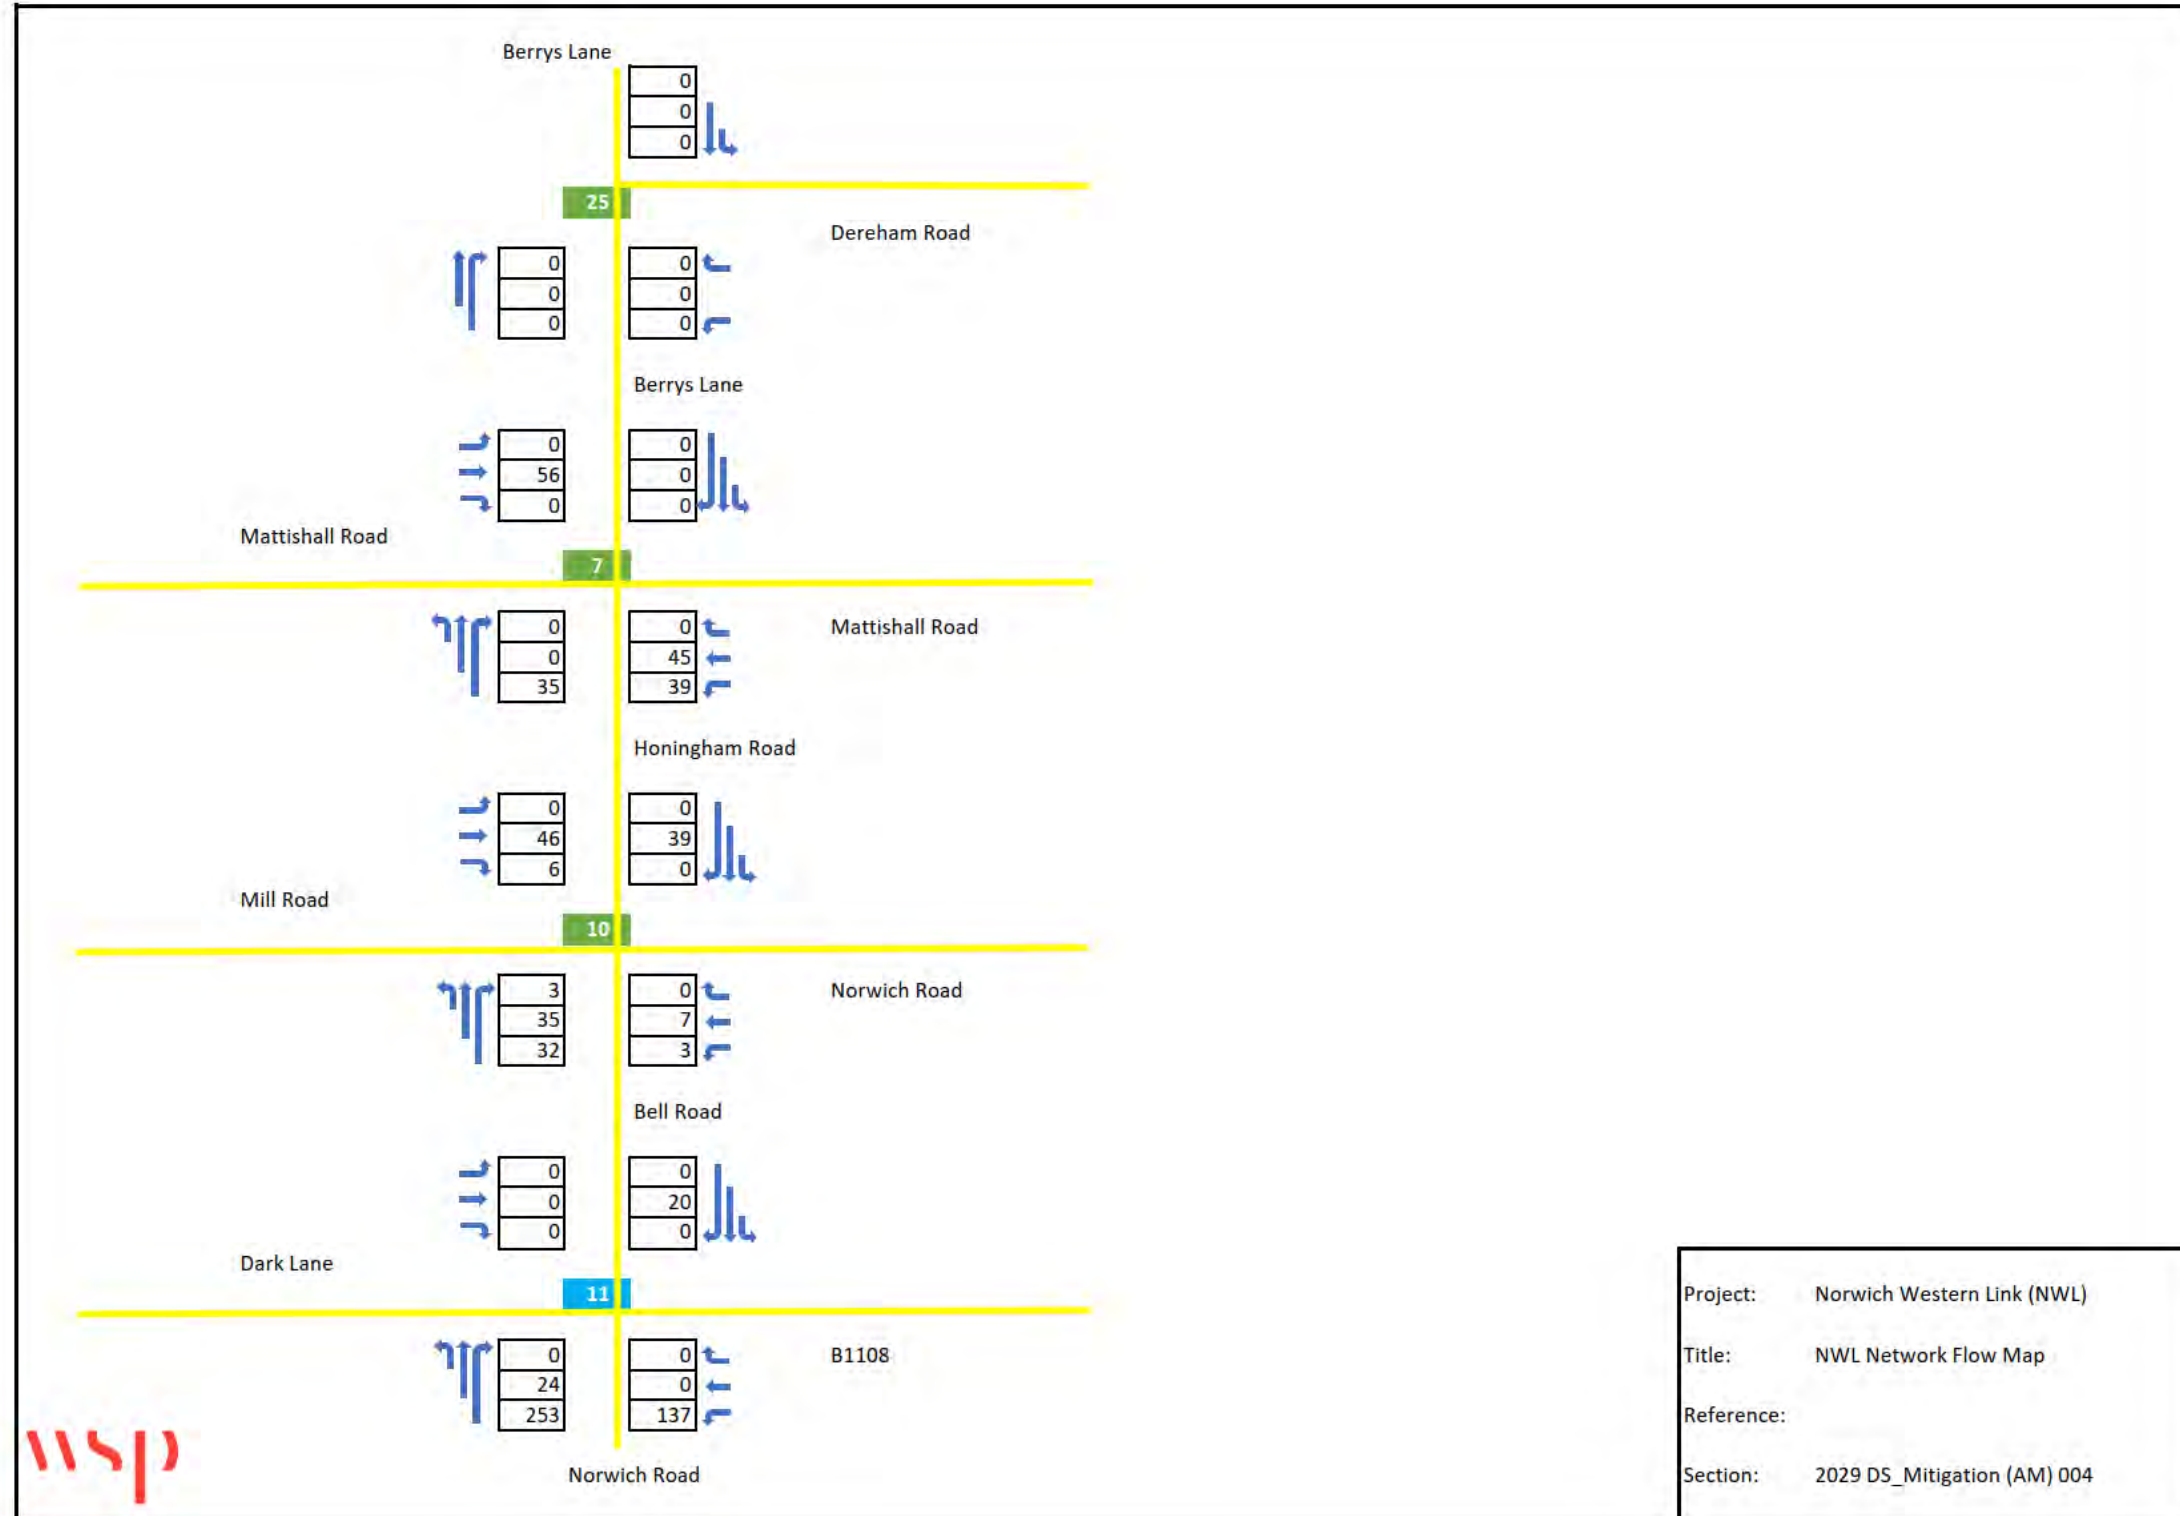 Berrys Lane
0
0
0
25
Dereham Road
0 0
0 0
0 0
Berrys Lane
0 0
56 0
0 0
Mattishall Road
7
Mattishall Road
0 0
0 45
35 39
Honingham Road
0 0
46 39
6 0
Mill Road
10
Norwich Road
3 0
35 7
32 3
Bell Road
0 0
0 20
0 0
Dark Lane
11
B1108
0 0
24 0
253 137
Norwich Road
wsp
Project: Norwich Western Link (NWL)
Title: NWL Network Flow Map
Reference:
Section: 2029 DS_Mitigation (AM) 004